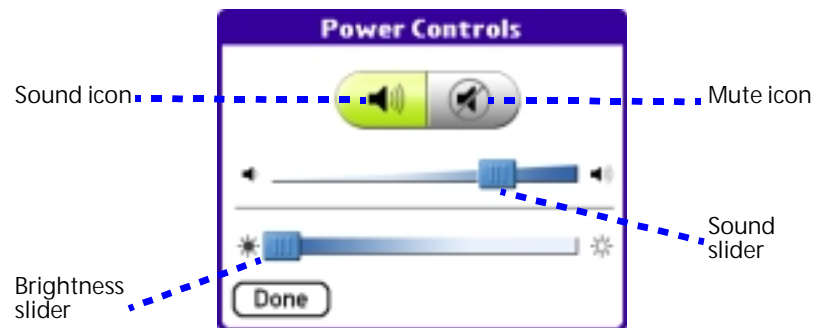 Power Controls
Sound icon
Mute icon
Sound
slider
Brightness
slider
Done